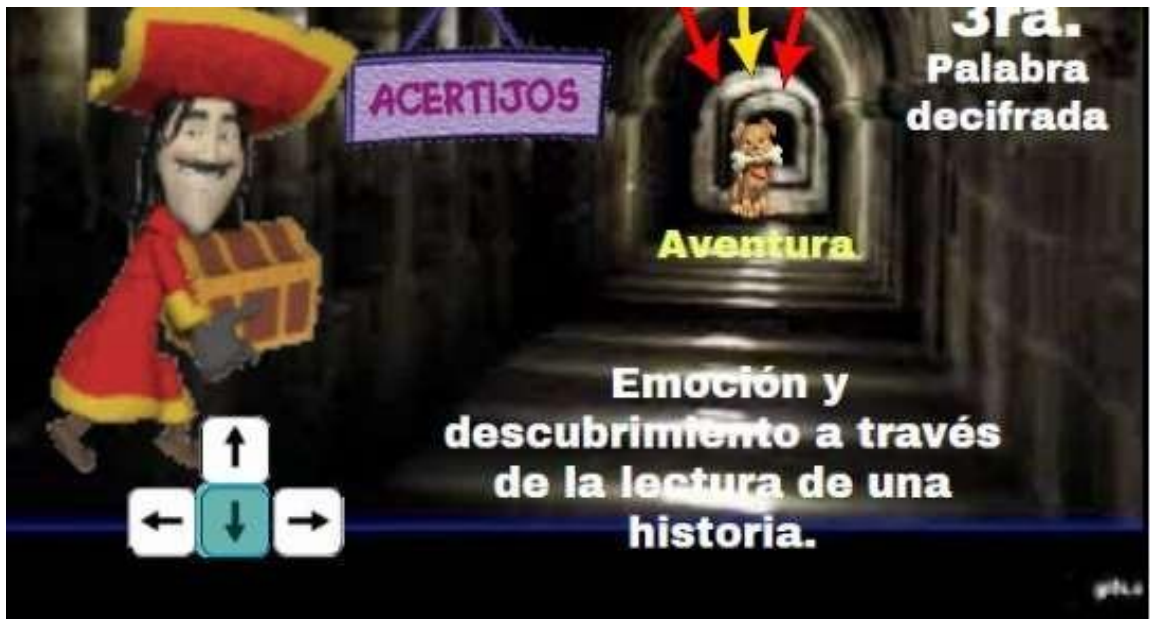 ACERTIJOS
3ra.
Palabra
decifrada
Aventura
Emoción y
descubrimiento a través
de la lectura de una
historia.